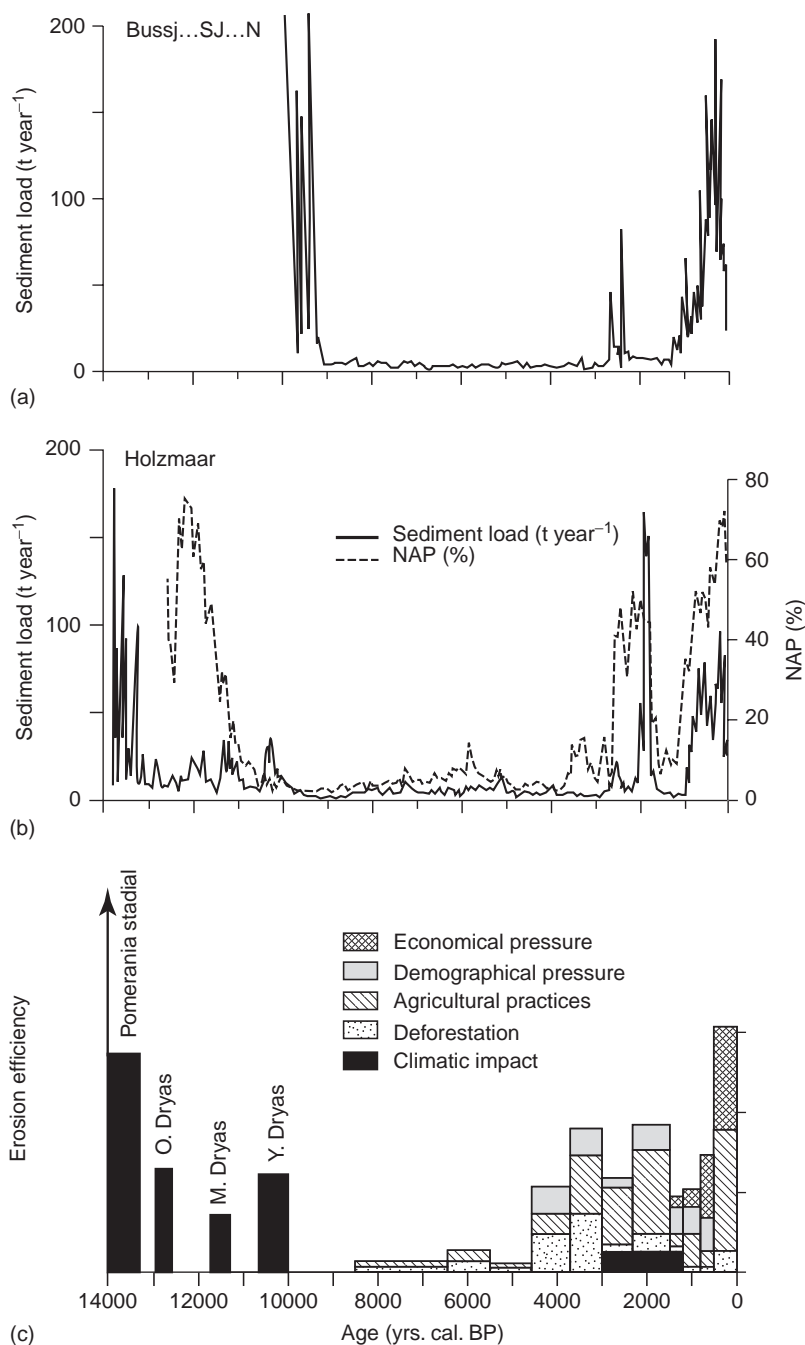 200
Bussj…SJ…N
Sediment load (t year⁻¹)
100
0
(a)
200
Holzmaar
80
Sediment load (t year⁻¹)
NAP (%)
60
Sediment load (t year⁻¹)
100
40
NAP (%)
20
0
0
(b)
Pomerania stadial
O. Dryas
M. Dryas
Y. Dryas
Economical pressure
Demographical pressure
Agricultural practices
Deforestation
Climatic impact
Erosion efficiency
14000 12000 10000 8000 6000 4000 2000 0
(c)
Age (yrs. cal. BP)